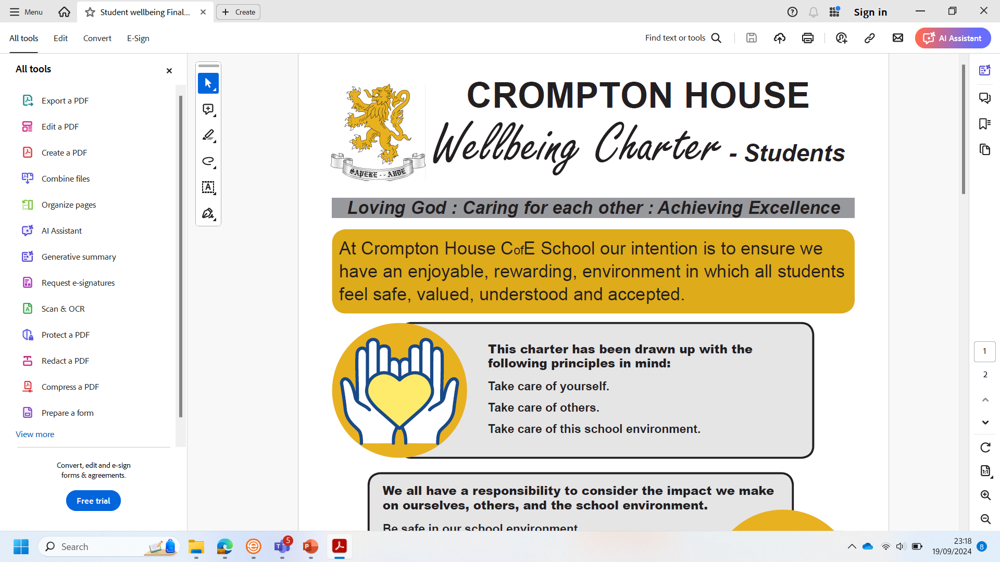 Menu
Student wellbeing Final....
Create
Sign in
All tools
Edit
Convert
E-Sign
Find text or tools
AI Assistant
All tools
Export a PDF
Edit a PDF
Create a PDF
Combine files
Organize pages
AI Assistant
Generative summary
Request e-signatures
Scan & OCR
Protect a PDF
Redact a PDF
Compress a PDF
Prepare a form
View more
Convert, edit and e-sign
forms & agreements.
Free trial
CROMPTON HOUSE
Wellbeing Charter - Students
SAPERE - - AUDE
Loving God : Caring for each other : Achieving Excellence
At Crompton House CofE School our intention is to ensure we
have an enjoyable, rewarding, environment in which all students
feel safe, valued, understood and accepted.
This charter has been drawn up with the
following principles in mind:
Take care of yourself.
Take care of others.
Take care of this school environment.
We all have a responsibility to consider the impact we make
on ourselves, others, and the school environment.
Be safe in our school environment
1
2
1:1
Search
5
23:18
19/09/2024
8